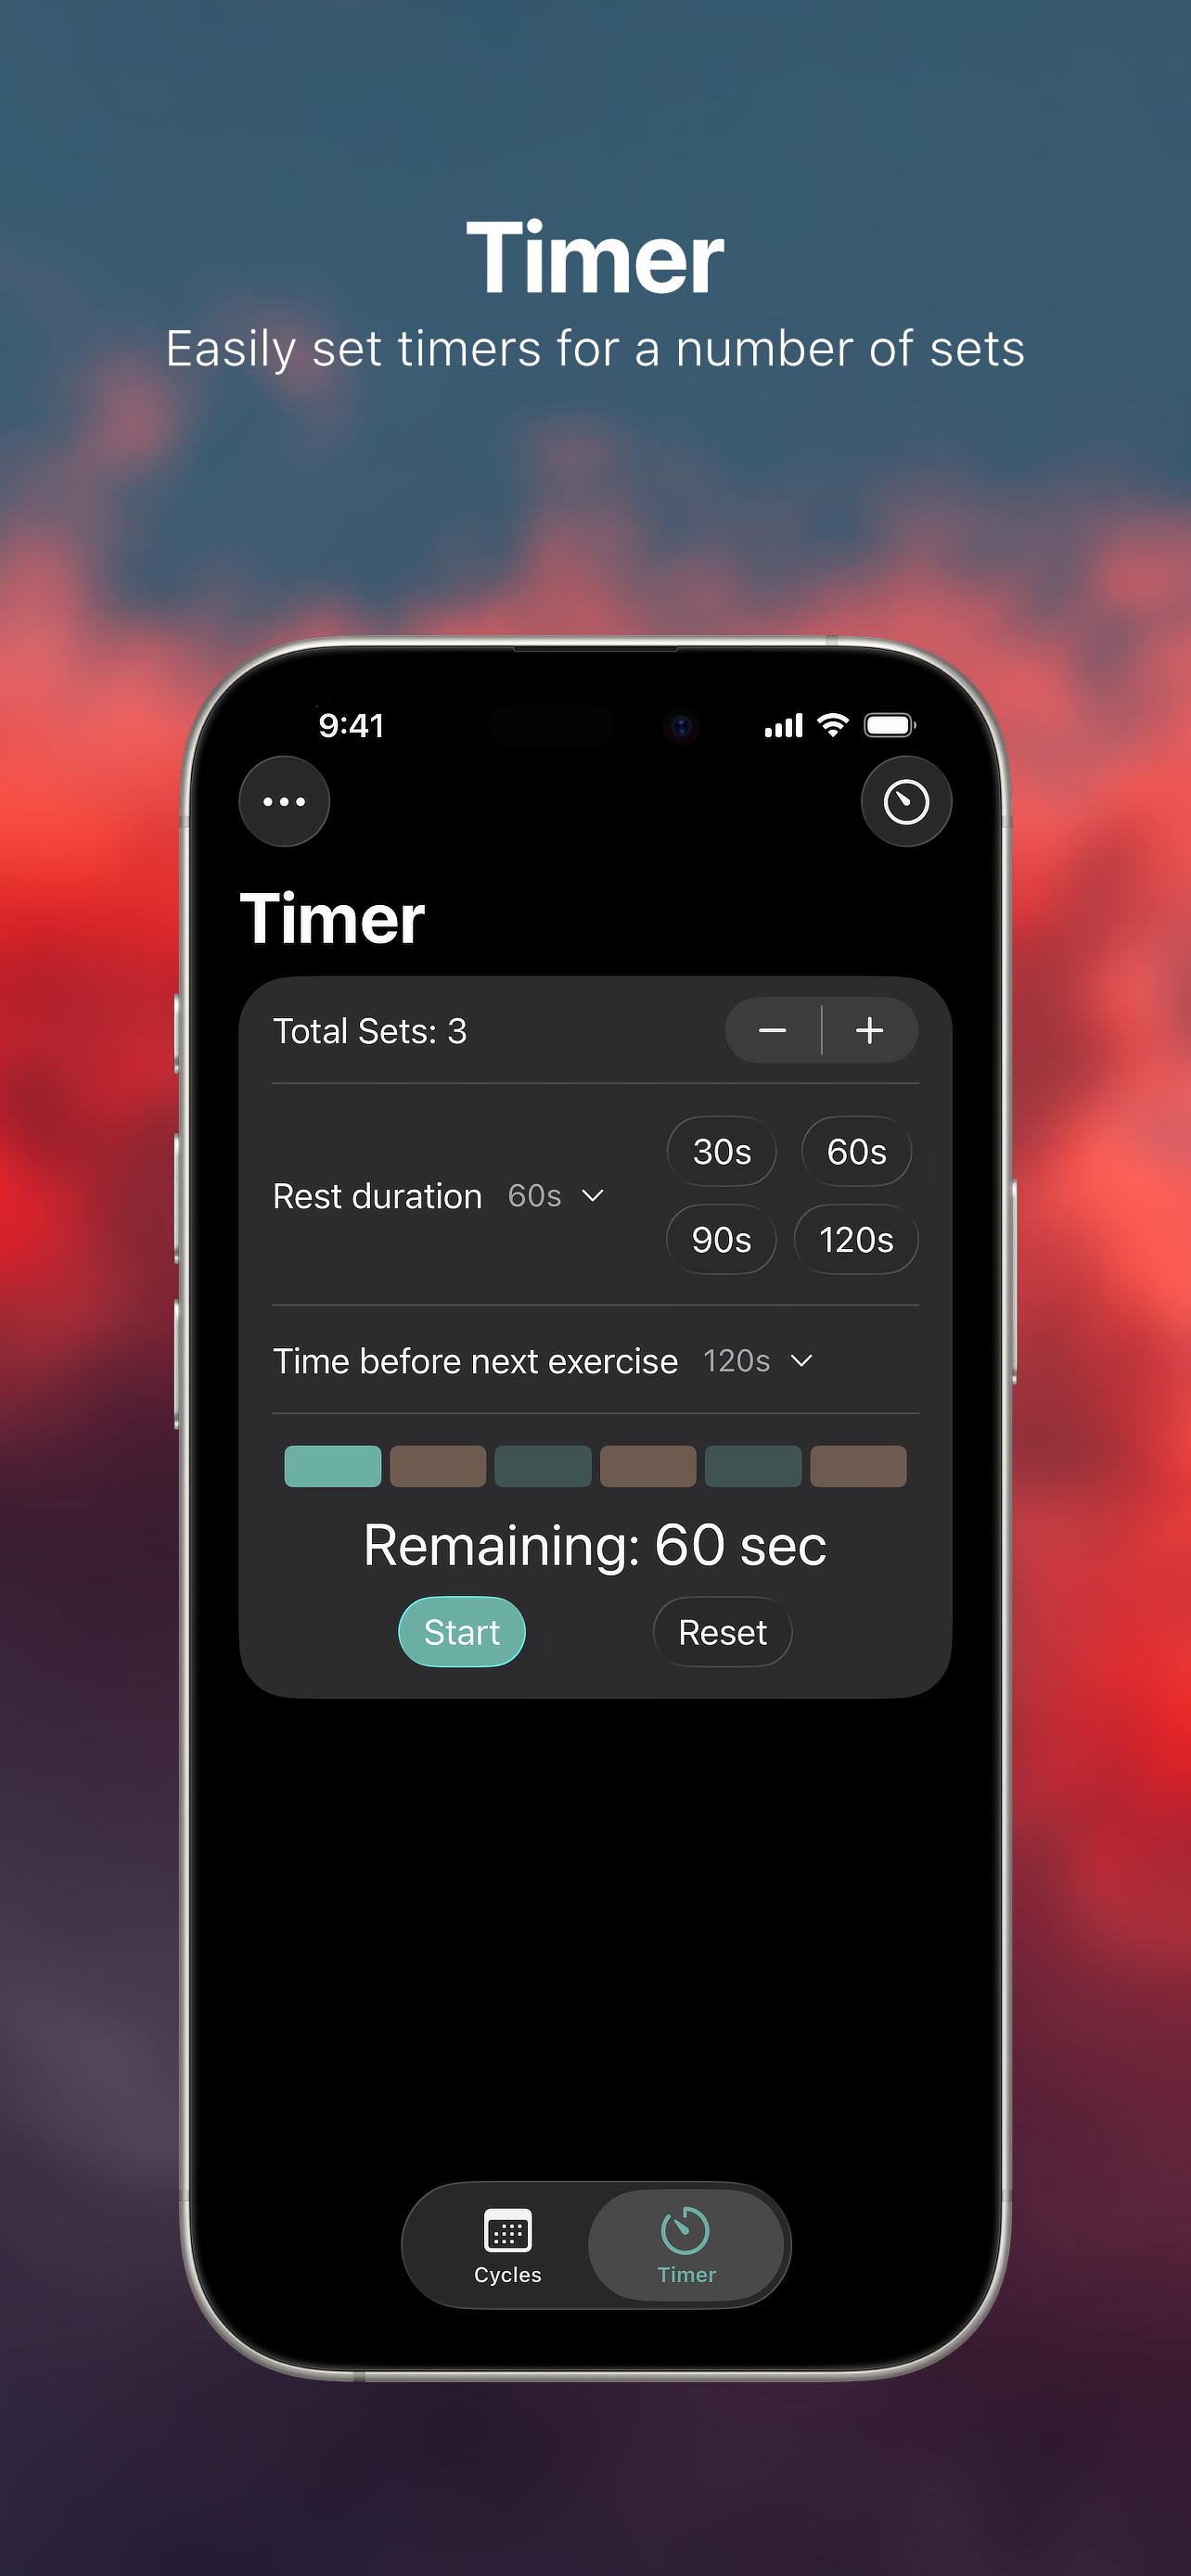 Timer
Easily set timers for a number of sets
9:41
Timer
Total Sets: 3
30s 60s
Rest duration 60s
90s 120s
Time before next exercise 120s
Remaining: 60 sec
Start Reset
Cycles Timer